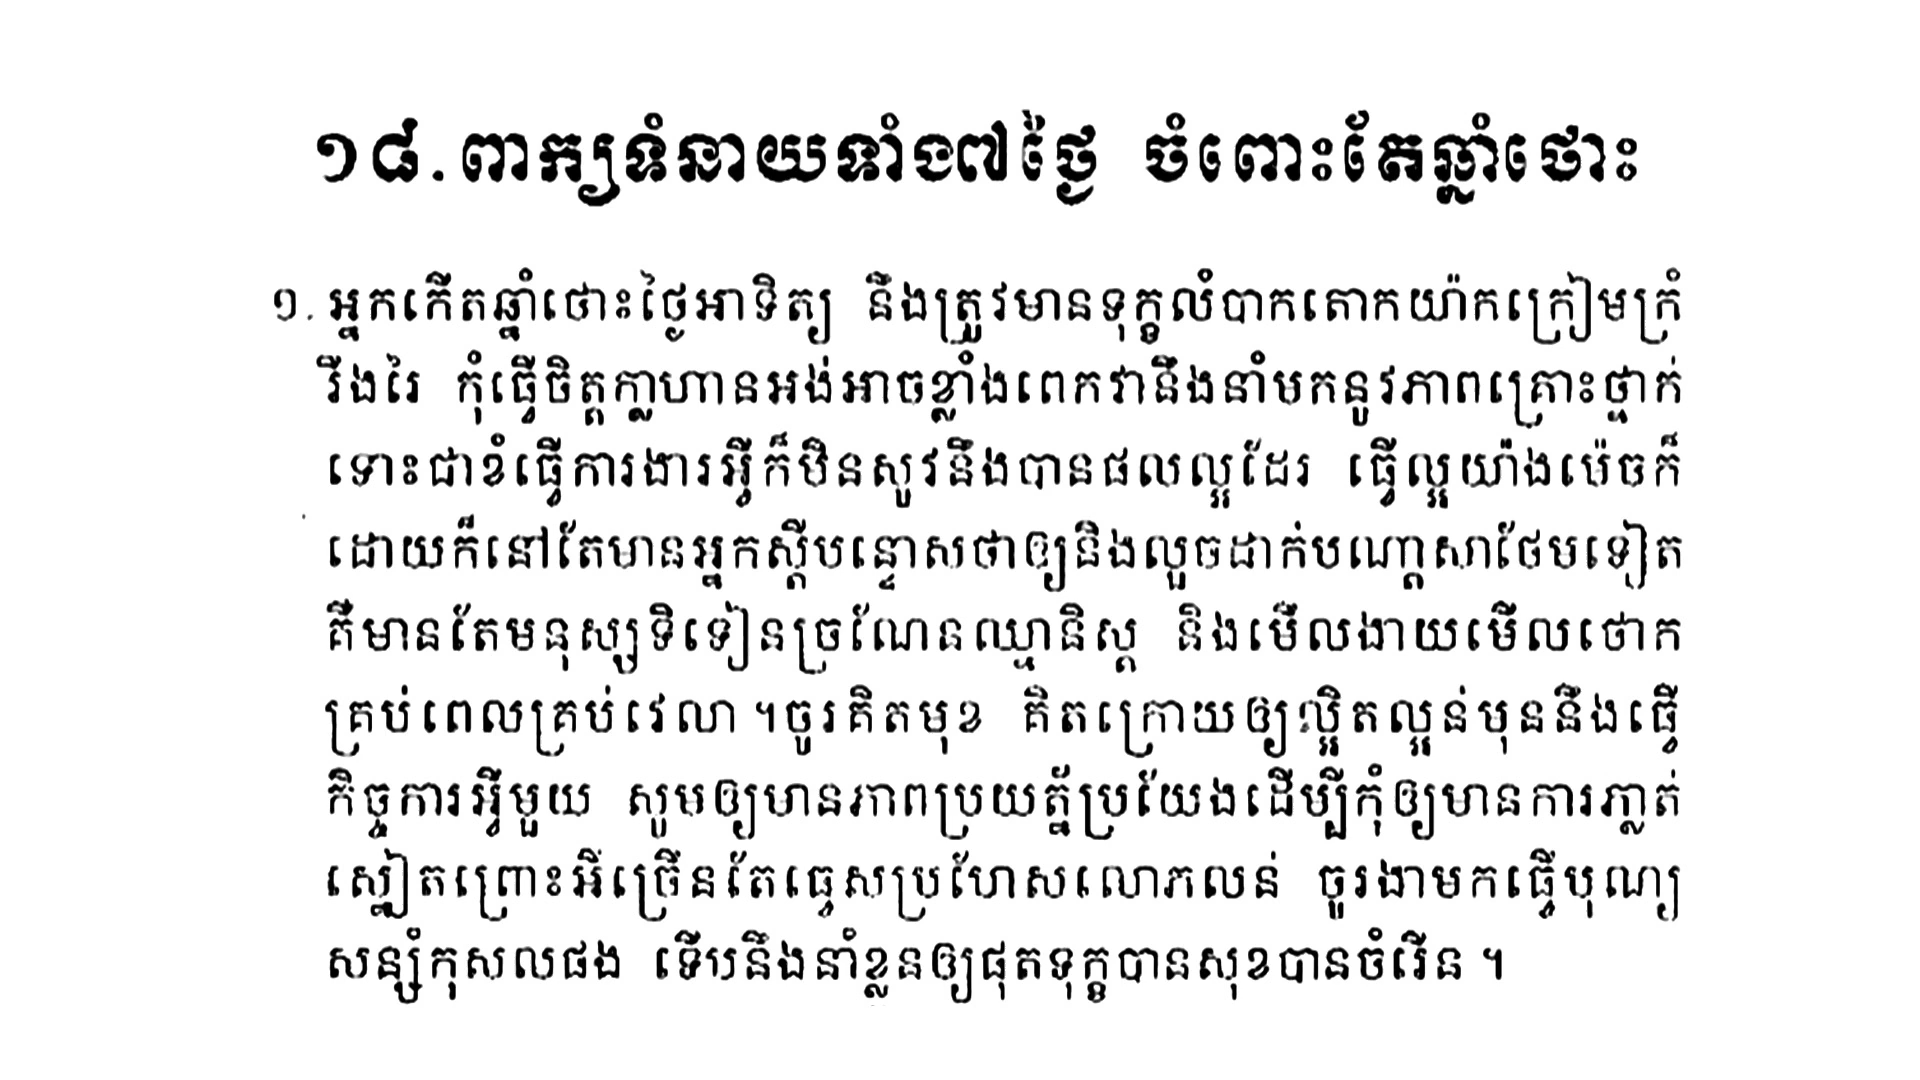 ១៨.ពាក្យទំនាយទាំង៧ថ្ងៃ ចំពោះតែឆ្នាំថោះ
១. អ្នកកើតឆ្នាំថោះថ្ងៃអាទិត្យ នឹងត្រូវមានទុក្ខលំបាកតោកយ៉ាកក្រៀមក្រំ
រីងរៃ កុំធ្វើចិត្តក្លាហានអង់អាចខ្លាំងពេកវានឹងនាំមកនូវភាពគ្រោះថ្នាក់
ទោះជាខំធ្វើការងារអ្វីក៏មិនសូវនឹងបានផលល្អដែរ ធ្វើល្អយ៉ាងម៉េចក៏
ដោយក៏នៅតែមានអ្នកស្ដីបន្ទោសថាឲ្យនិងលួចដាក់បណ្ដាសាថែមទៀត
គឺមានតែមនុស្សទិទៀនច្រណែនឈ្នានិស្ត និងមើលងាយមើលថោក
គ្រប់ពេលគ្រប់វេលា ។ចូរគិតមុខ គិតក្រោយឲ្យល្អិតល្អន់មុននឹងធ្វើ
កិច្ចការអ្វីមួយ សូមឲ្យមានភាពប្រយត្ន័ប្រយែងដើម្បីកុំឲ្យមានការភ្លាត់
ស្នៀតព្រោះអីច្រើនតែធ្វេសប្រហែសលោភលន់ ចូរងាមកធ្វើបុណ្យ
សន្សំកុសលផង ទើបនឹងនាំខ្លួនឲ្យផុតទុក្ខបានសុខបានចំរើន ។